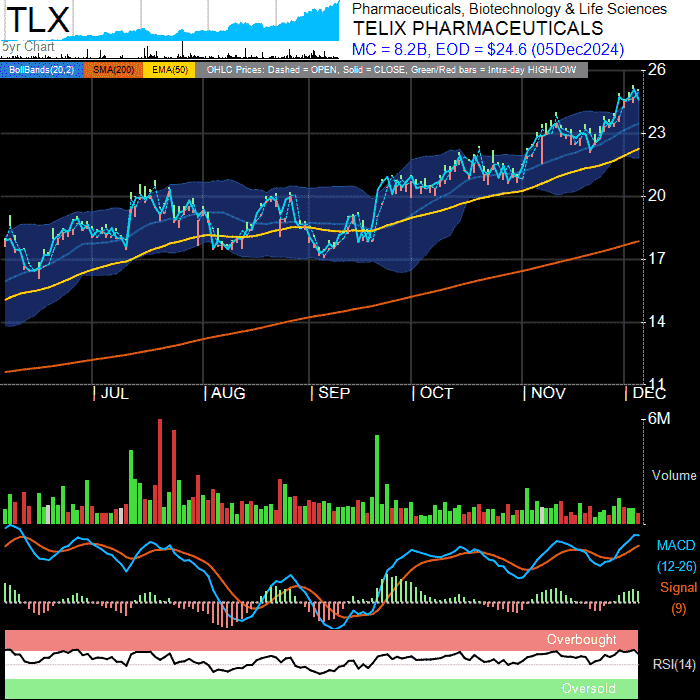 TLX
5yr Chart
Pharmaceuticals, Biotechnology & Life Sciences
TELIX PHARMACEUTICALS
MC = 8.2B, EOD = $24.6 (05Dec2024)
BollBands(20,2) SMA(200) EMA(50) OHLC Prices: Dashed = OPEN, Solid = CLOSE, Green/Red bars = Intra-day HIGH/LOW
26
23
20
17
14
11
| JUL | AUG | SEP | OCT | NOV | DEC
6M
Volume
MACD
(12-26)
Signal
(9)
Overbought
RSI(14)
Oversold